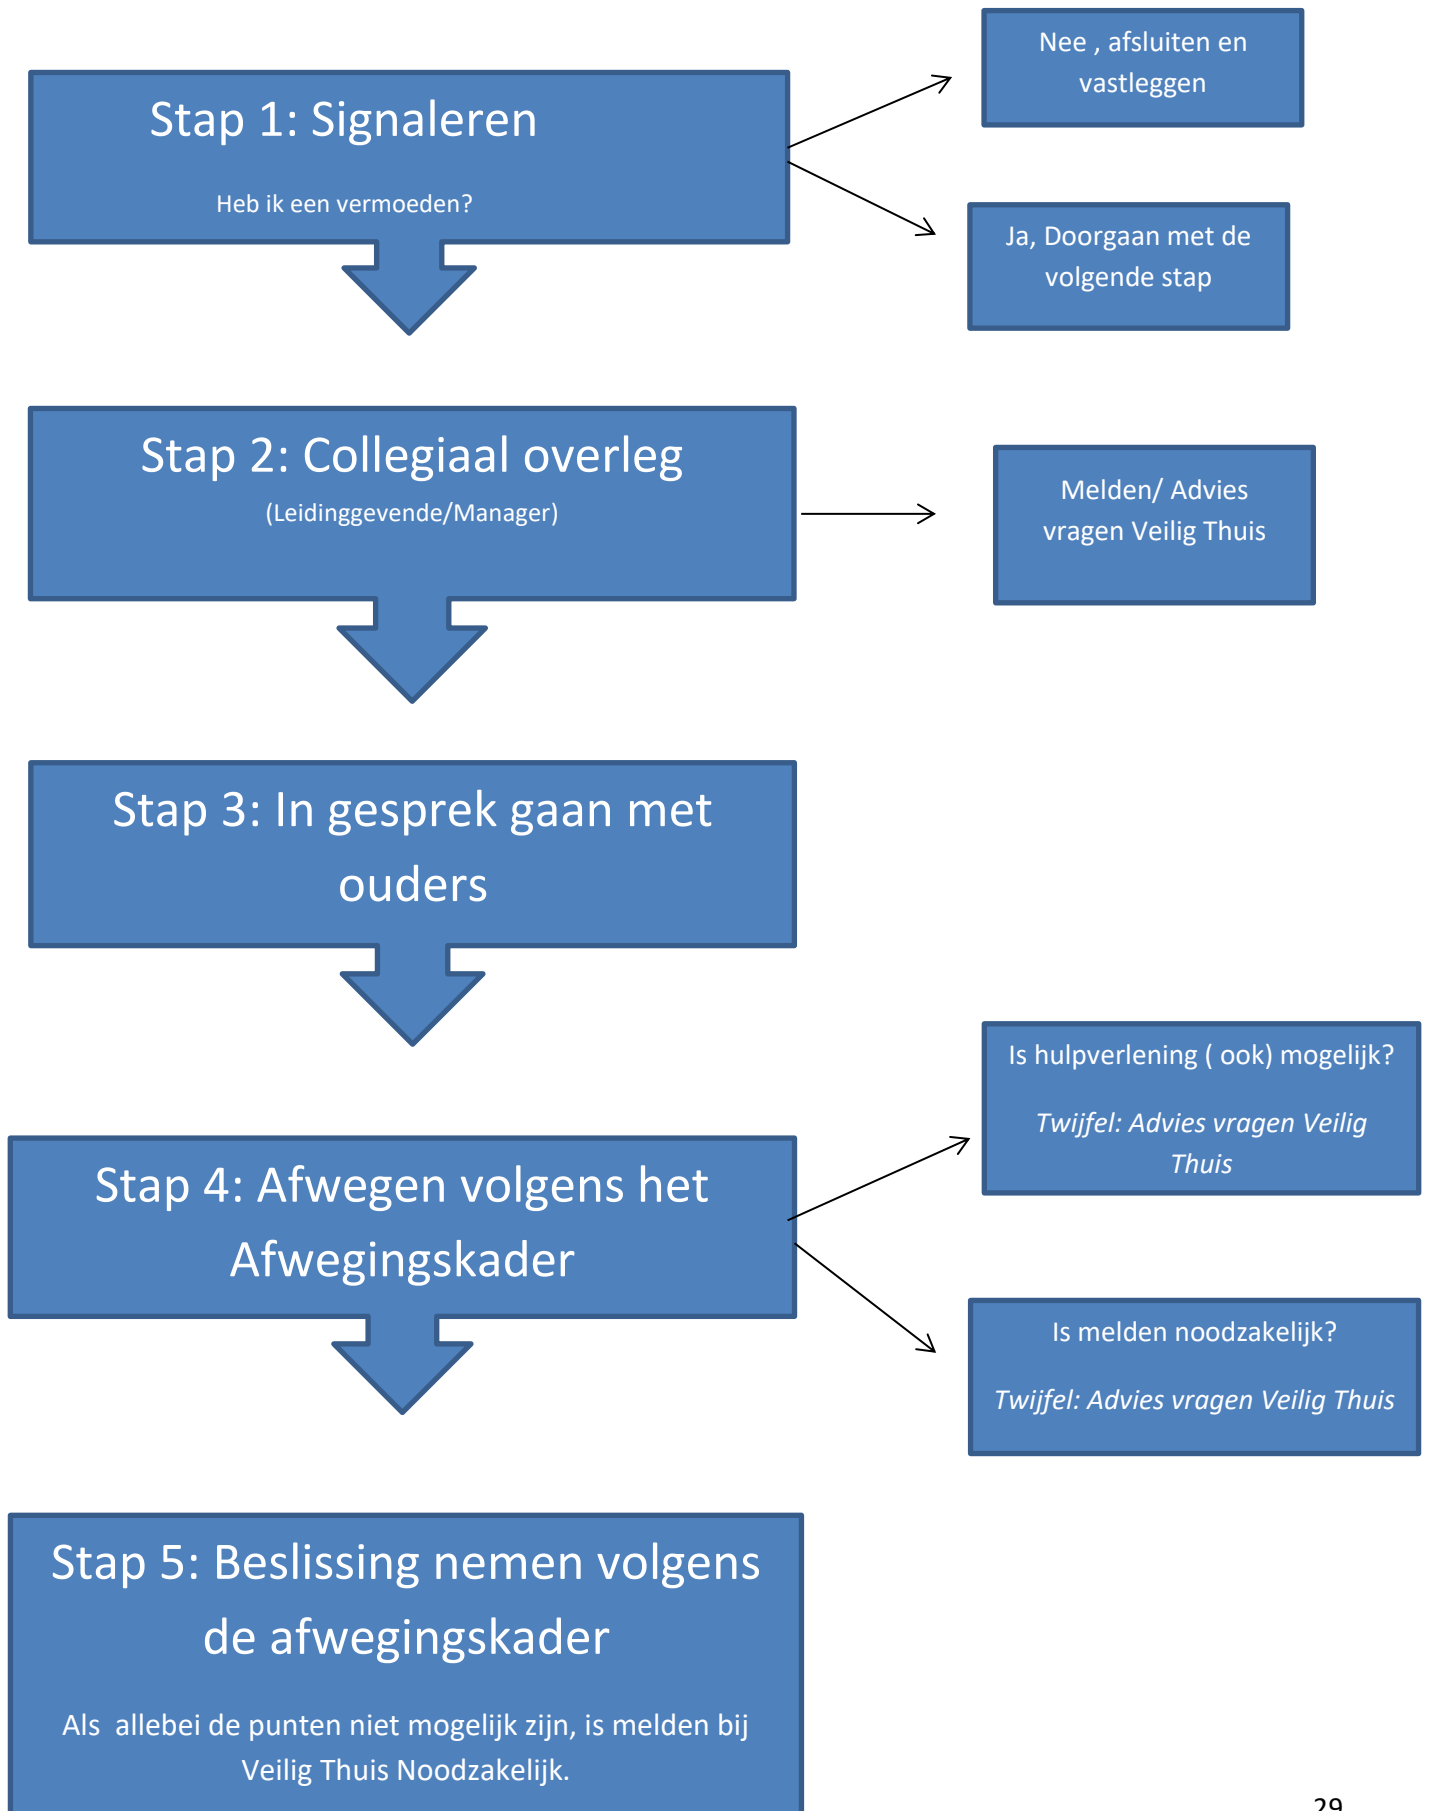 Nee , afsluiten en
vastleggen
Stap 1: Signaleren
Heb ik een vermoeden?
Ja, Doorgaan met de
volgende stap
Stap 2: Collegiaal overleg
(Leidinggevende/Manager)
Melden/ Advies
vragen Veilig Thuis
Stap 3: In gesprek gaan met
ouders
Is hulpverlening ( ook) mogelijk?
Twijfel: Advies vragen Veilig
Thuis
Stap 4: Afwegen volgens het
Afwegingskader
Is melden noodzakelijk?
Twijfel: Advies vragen Veilig Thuis
Stap 5: Beslissing nemen volgens
de afwegingskader
Als  allebei de punten niet mogelijk zijn, is melden bij
Veilig Thuis Noodzakelijk.
29